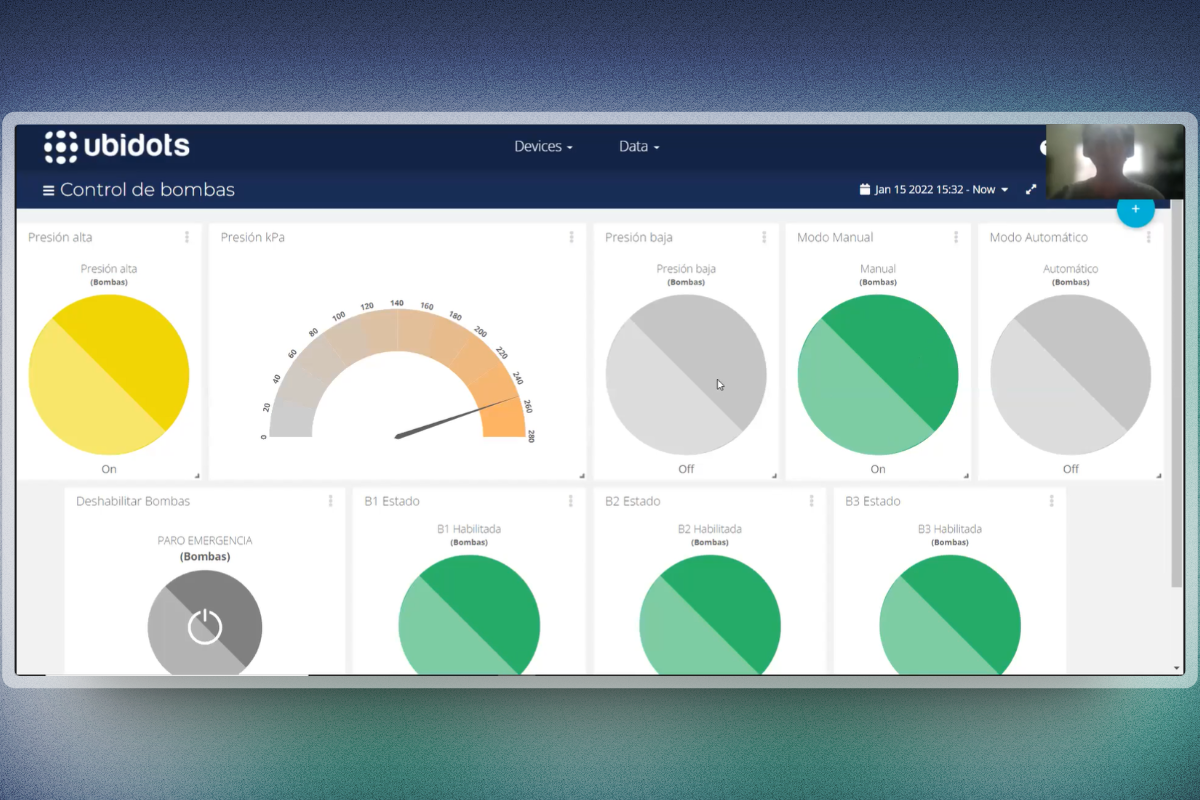 ubidots
Devices
Data
Control de bombas
Jan 15 2022 15:32 - Now
+
Presión alta
Presión alta
(Bombas)
On
Presión kPa
0
20
40
60
80
100
120
140
160
180
200
220
240
260
280
Presión baja
Presión baja
(Bombas)
Off
Modo Manual
Manual
(Bombas)
On
Modo Automático
Automático
(Bombas)
Off
Deshabilitar Bombas
PARO EMERGENCIA
(Bombas)
B1 Estado
B1 Habilitada
(Bombas)
B2 Estado
B2 Habilitada
(Bombas)
B3 Estado
B3 Habilitada
(Bombas)